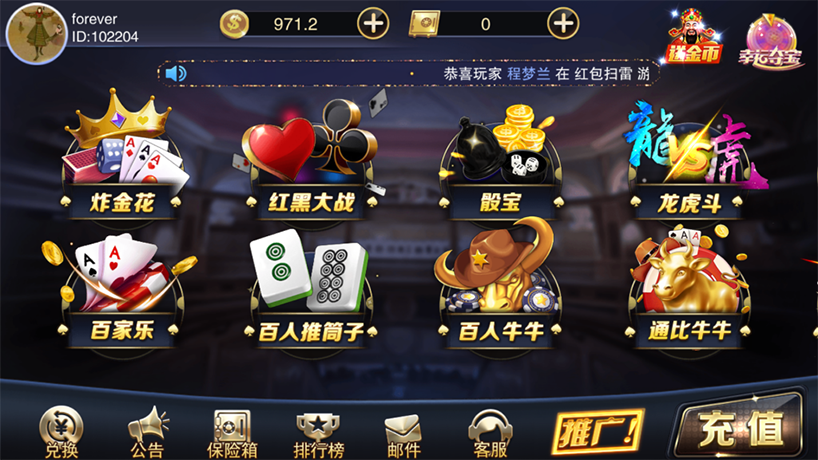 forever
ID:102204
971.2
0
送金币
幸运夺宝
恭喜玩家 程梦兰 在 红包扫雷 游
龍
VS
虎
炸金花
红黑大战
骰宝
龙虎斗
百家乐
百人推筒子
百人牛牛
通比牛牛
兑换
公告
保险箱
排行榜
邮件
客服
推广!
充值